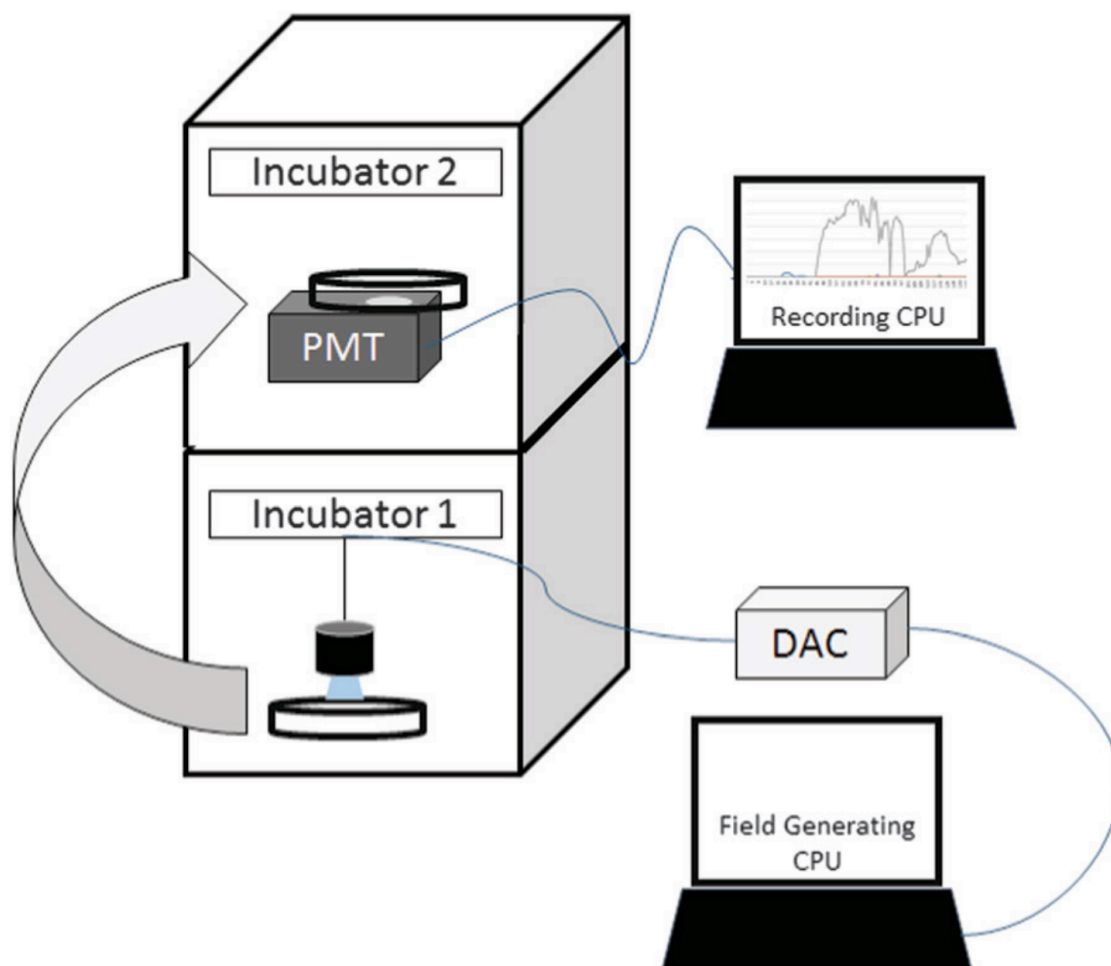 Incubator 2
PMT
Recording CPU
Incubator 1
DAC
Field Generating
CPU